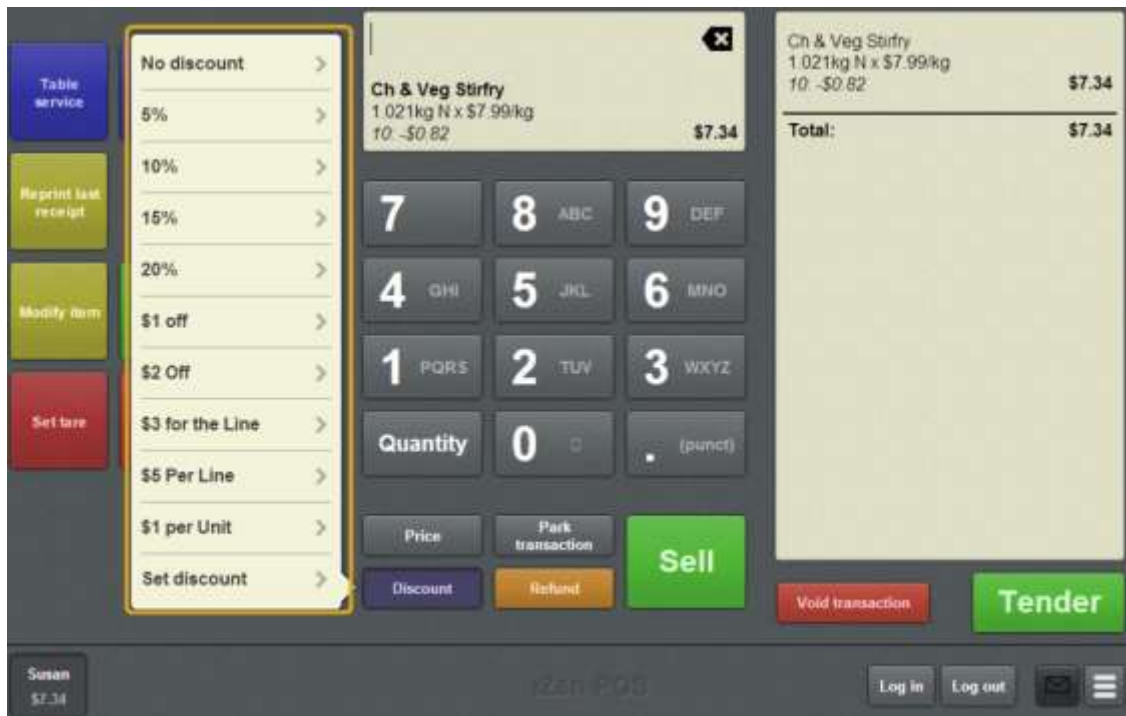 Table
service
Reprint last
receipt
Modify item
Set tare
No discount
5%
10%
15%
20%
$1 off
$2 Off
$3 for the Line
$5 Per Line
$1 per Unit
Set discount
Ch & Veg Stirfry
1.021kg N x $7.99/kg
10: -$0.82 $7.34
7
8 ABC
9 DEF
4 GHI
5 JKL
6 MNO
1 PQRS
2 TUV
3 WXYZ
Quantity
0
. (punct)
Price
Park
transaction
Discount
Refund
Sell
Ch & Veg Stirfry
1.021kg N x $7.99/kg
10: -$0.82 $7.34
Total: $7.34
Void transaction
Tender
Susan
$7.34
POS
Log in
Log out